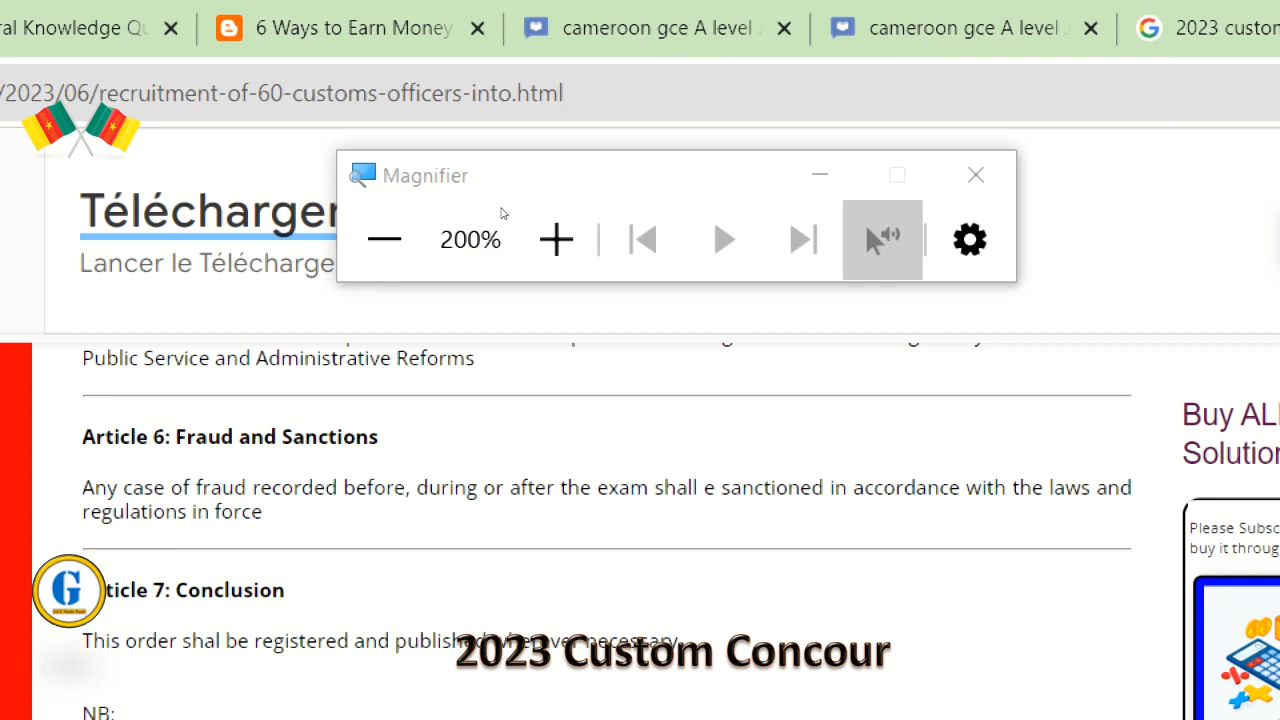 ral Knowledge Qu
6 Ways to Earn Money
cameroon gce A level
cameroon gce A level
2023 custom
/2023/06/recruitment-of-60-customs-officers-into.html
Magnifier
200%
Télécharger
Lancer le Télécharge
Public Service and Administrative Reforms
Article 6: Fraud and Sanctions
Any case of fraud recorded before, during or after the exam shall e sanctioned in accordance with the laws and
regulations in force
ticle 7: Conclusion
This order shal be registered and published whenever necessary.
2023 Custom Concour
NB:
Buy ALL
Solution
Please Subsc
buy it throug
G